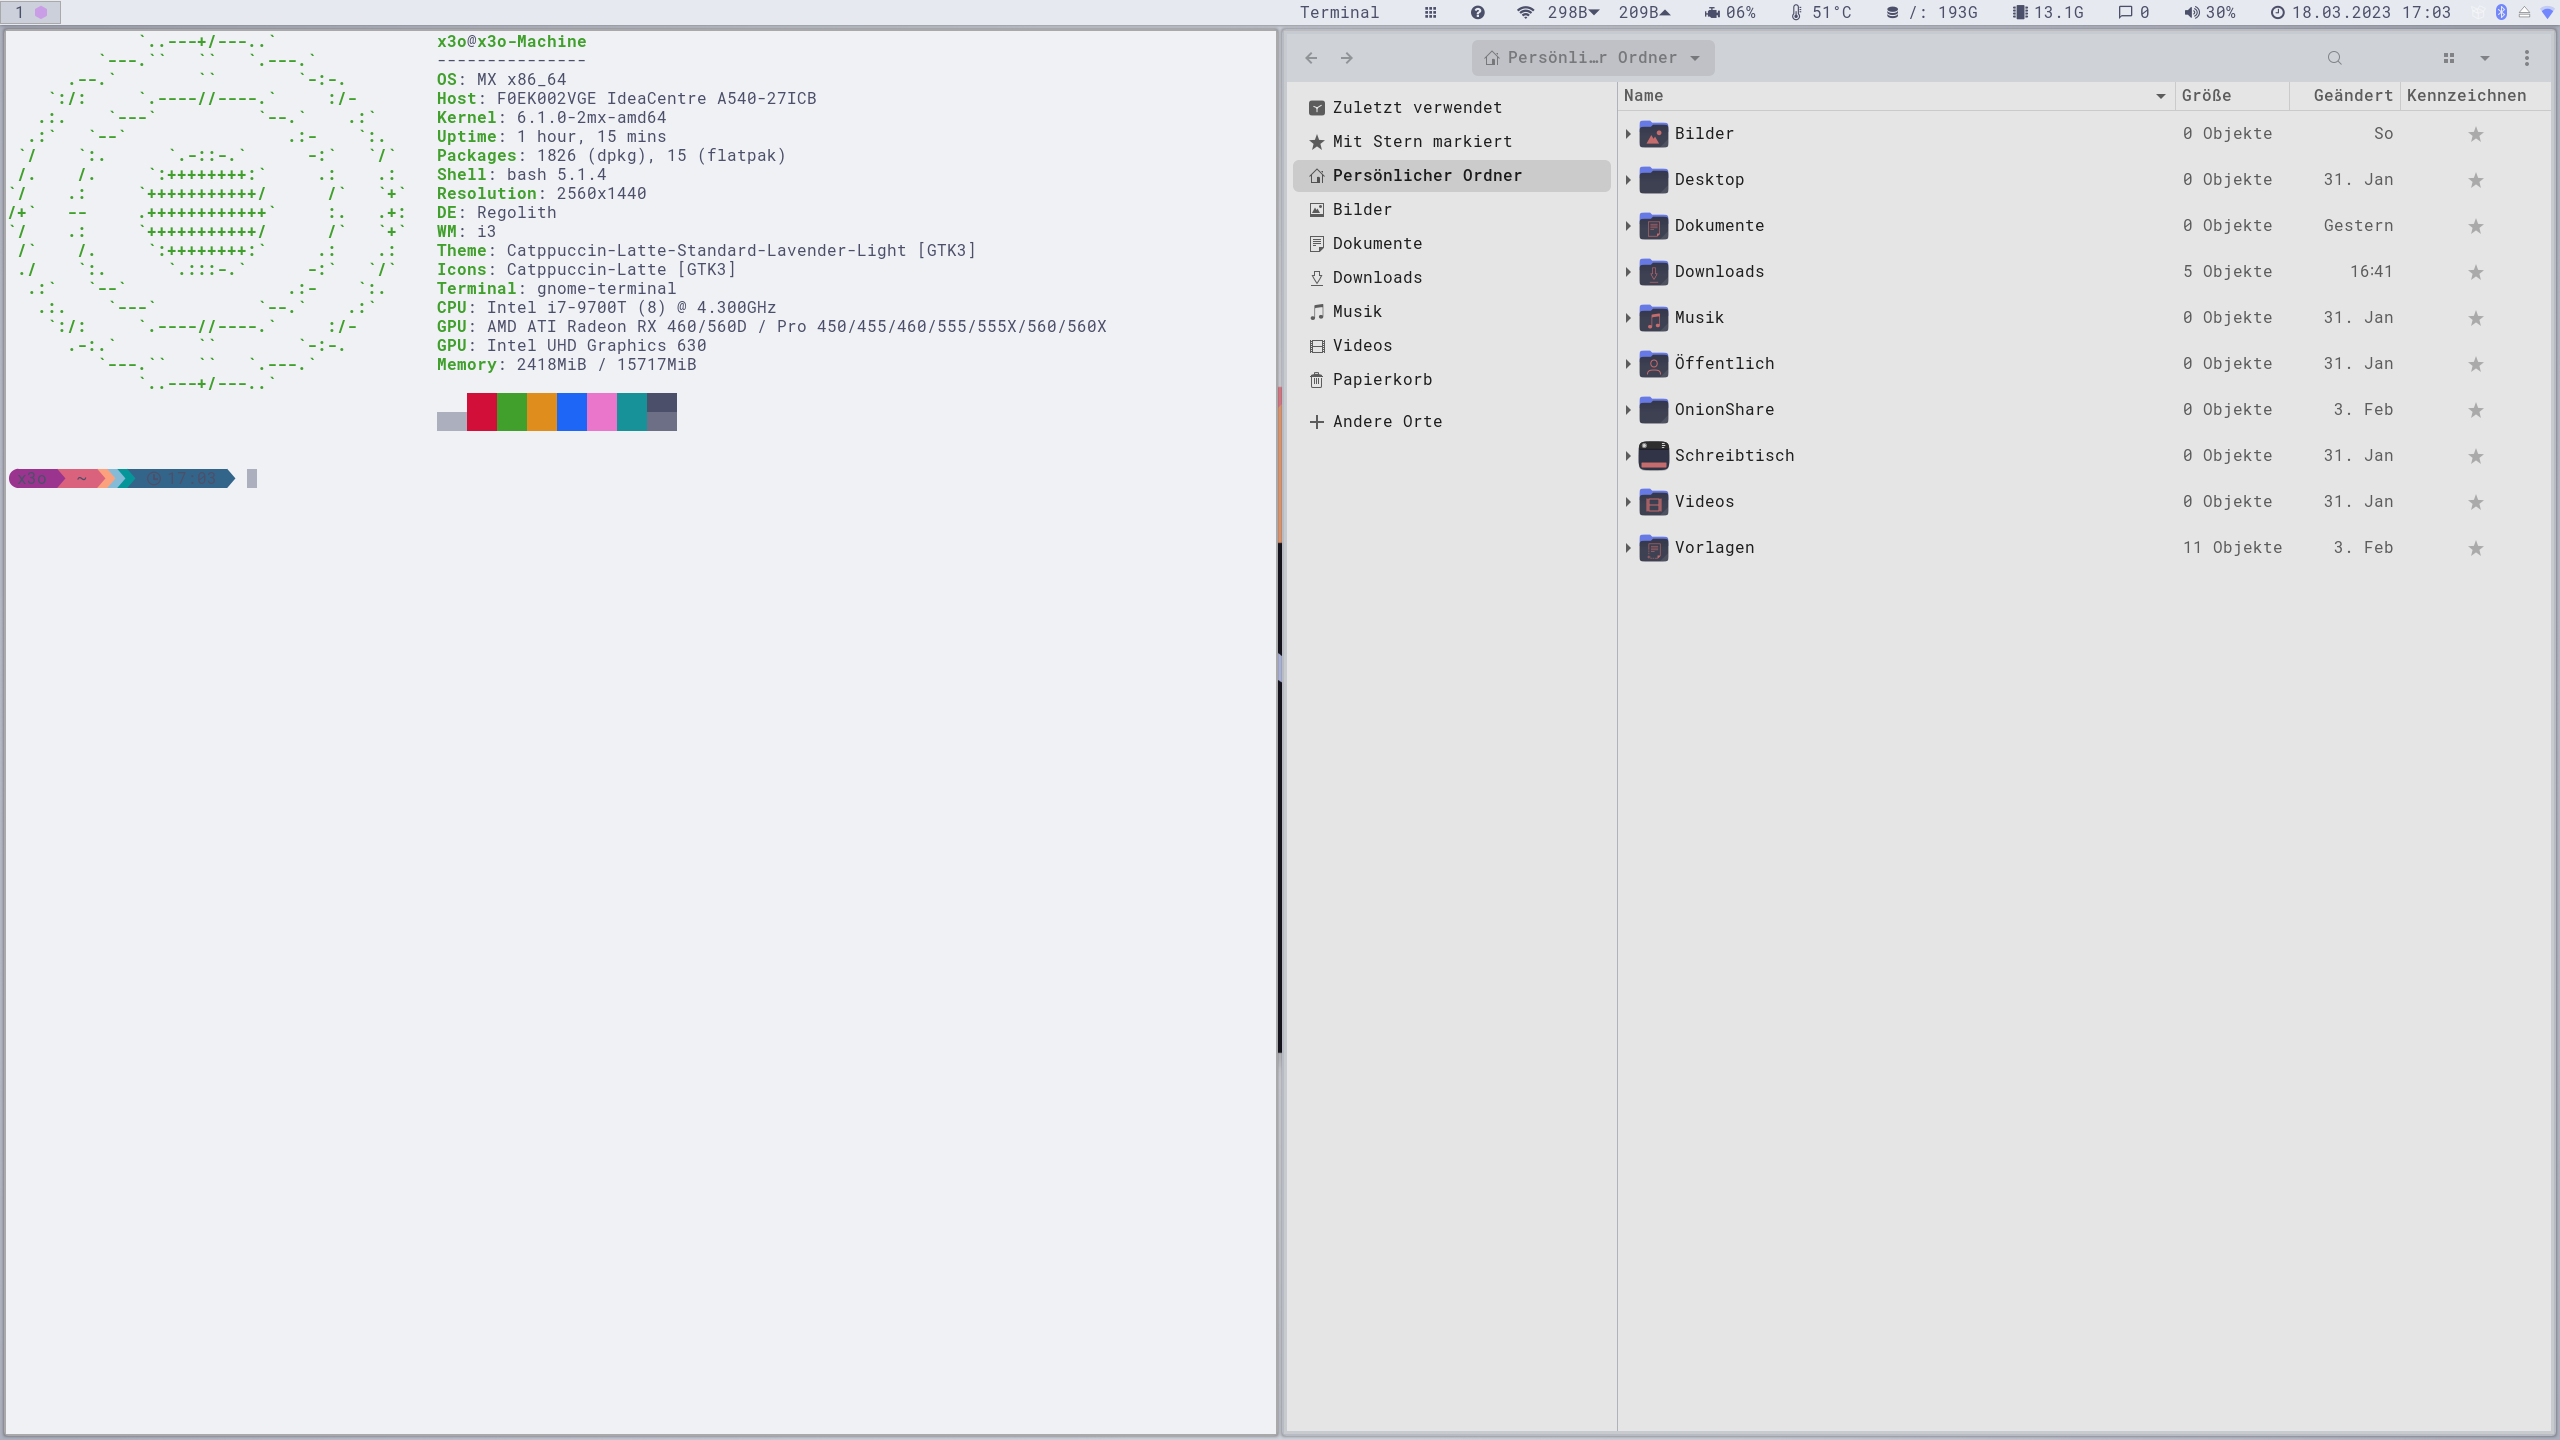 1
Terminal 298B 209B 06% 51°C /: 193G 13.1G 0 30% 18.03.2023 17:03
x3o@x3o-Machine
---------------
OS: MX x86_64
Host: F0EK002VGE IdeaCentre A540-27ICB
Kernel: 6.1.0-2mx-amd64
Uptime: 1 hour, 15 mins
Packages: 1826 (dpkg), 15 (flatpak)
Shell: bash 5.1.4
Resolution: 2560x1440
DE: Regolith
WM: i3
Theme: Catppuccin-Latte-Standard-Lavender-Light [GTK3]
Icons: Catppuccin-Latte [GTK3]
Terminal: gnome-terminal
CPU: Intel i7-9700T (8) @ 4.300GHz
GPU: AMD ATI Radeon RX 460/560D / Pro 450/455/460/555/555X/560/560X
GPU: Intel UHD Graphics 630
Memory: 2418MiB / 15717MiB
x3o ~ 17:03
Persönli…r Ordner
Zuletzt verwendet
Mit Stern markiert
Persönlicher Ordner
Bilder
Dokumente
Downloads
Musik
Videos
Papierkorb
Andere Orte
Name Größe Geändert Kennzeichnen
Bilder 0 Objekte So
Desktop 0 Objekte 31. Jan
Dokumente 0 Objekte Gestern
Downloads 5 Objekte 16:41
Musik 0 Objekte 31. Jan
Öffentlich 0 Objekte 31. Jan
OnionShare 0 Objekte 3. Feb
Schreibtisch 0 Objekte 31. Jan
Videos 0 Objekte 31. Jan
Vorlagen 11 Objekte 3. Feb